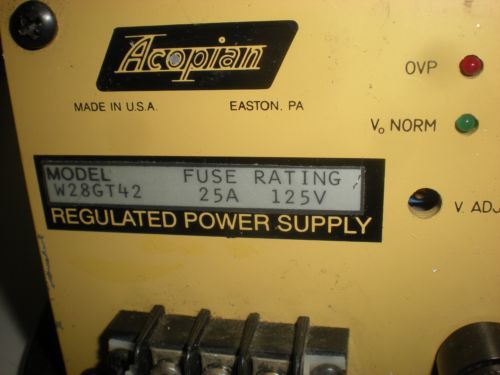 Acopian
MADE IN U.S.A. EASTON, PA
OVP
Vo NORM
MODEL FUSE RATING
W28GT42 25A 125V
V. ADJ
REGULATED POWER SUPPLY